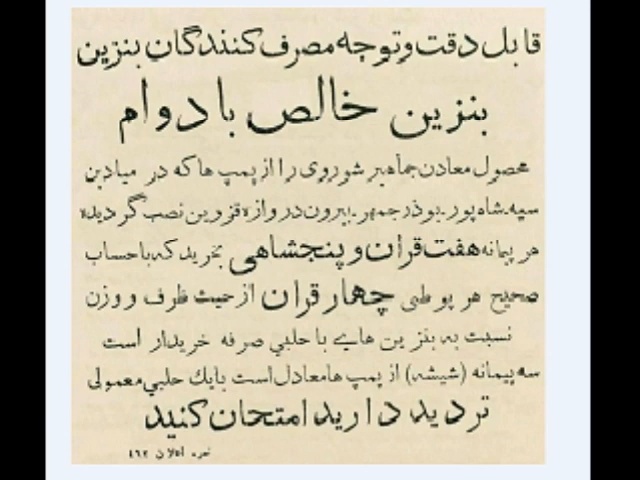 قابل دقت و توجه مصرف کنندگان بنزین
بنزین خالص با دوام
محصول معادن جماهیر شوروی را از پمپ ها که در میادین
سپه. شاه پور. بوذرجمهر. بیرون دروازه قزوین نصب گردیده
هر پیمانه هفت قران و پنجشاهی بخرید که با حساب
صحیح هر پوطی چهار قران از حیث ظرف و وزن
نسبت به بنزین هایی با حلبی صرفه خریدار است
سه پیمانه (شیشه) از پمپ ها معادل است با یك حلبی معمولی
تردید دارید امتحان کنید
نمره اعلان ۴۶۲